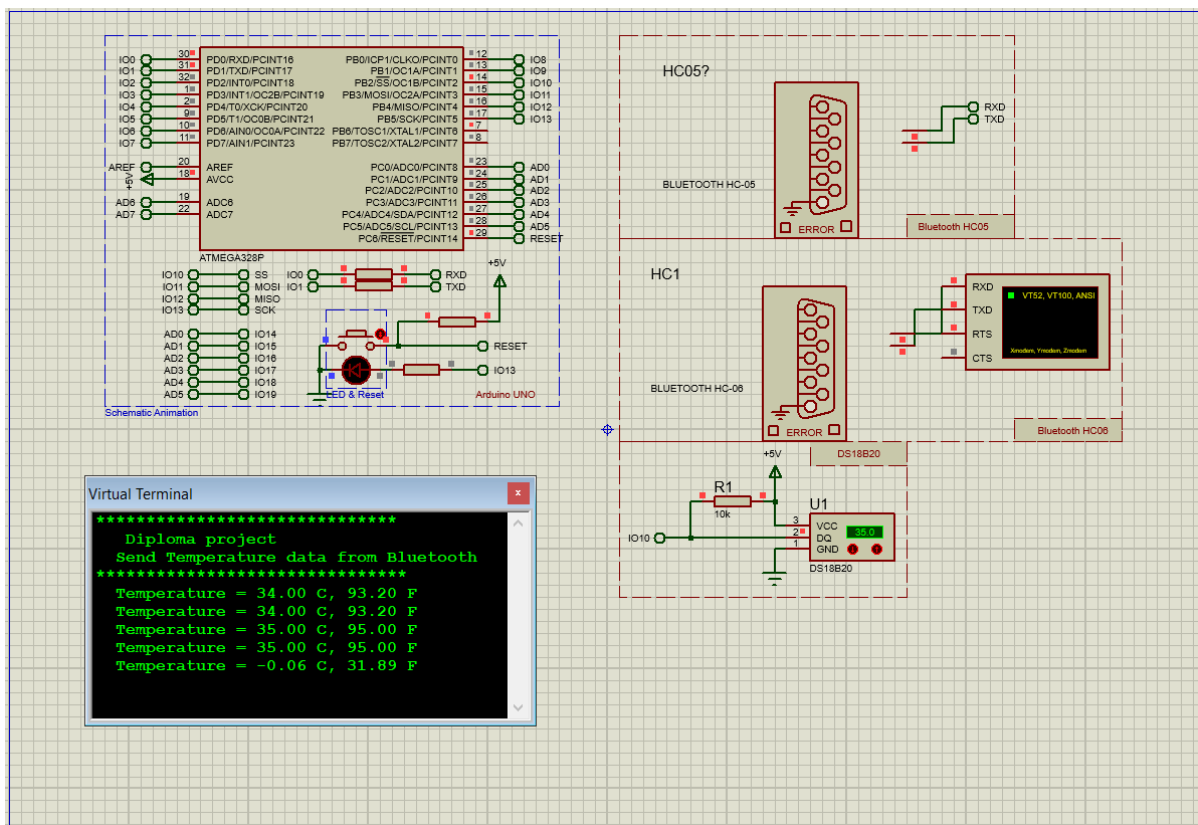 IO0 30 PD0/RXD/PCINT16 PB0/ICP1/CLKO/PCINT0 12 IO8
IO1 31 PD1/TXD/PCINT17 PB1/OC1A/PCINT1 13 IO9
IO2 32 PD2/INT0/PCINT18 PB2/SS/OC1B/PCINT2 14 IO10
IO3 1 PD3/INT1/OC2B/PCINT19 PB3/MOSI/OC2A/PCINT3 15 IO11
IO4 2 PD4/T0/XCK/PCINT20 PB4/MISO/PCINT4 16 IO12
IO5 9 PD5/T1/OC0B/PCINT21 PB5/SCK/PCINT5 17 IO13
IO6 10 PD6/AIN0/OC0A/PCINT22 PB6/TOSC1/XTAL1/PCINT6 7
IO7 11 PD7/AIN1/PCINT23 PB7/TOSC2/XTAL2/PCINT7 8
AREF 20 AREF PC0/ADC0/PCINT8 23 AD0
+5V 18 AVCC PC1/ADC1/PCINT9 24 AD1
PC2/ADC2/PCINT10 25 AD2
AD6 19 ADC6 PC3/ADC3/PCINT11 26 AD3
AD7 22 ADC7 PC4/ADC4/SDA/PCINT12 27 AD4
PC5/ADC5/SCL/PCINT13 28 AD5
PC6/RESET/PCINT14 29 RESET
ATMEGA328P
IO10 SS
IO11 MOSI
IO12 MISO
IO13 SCK
IO0 RXD
IO1 TXD
+5V
AD0 IO14
AD1 IO15
AD2 IO16
AD3 IO17
AD4 IO18
AD5 IO19
RESET
IO13
LED & Reset
Arduino UNO
Schematic Animation
HC05?
RXD
TXD
BLUETOOTH HC-05
ERROR
Bluetooth HC05
HC1
RXD
TXD
RTS
CTS
VT52, VT100, ANSI
Xmodem, Ymodem, Zmodem
BLUETOOTH HC-06
ERROR
Bluetooth HC06
DS18B20
+5V
R1
10k
IO10
U1
3 VCC
2 DQ
1 GND
35.0
DS18B20
Virtual Terminal
x
******************************
Diploma project
Send Temperature data from Bluetooth
*******************************
Temperature = 34.00 C, 93.20 F
Temperature = 34.00 C, 93.20 F
Temperature = 35.00 C, 95.00 F
Temperature = 35.00 C, 95.00 F
Temperature = -0.06 C, 31.89 F